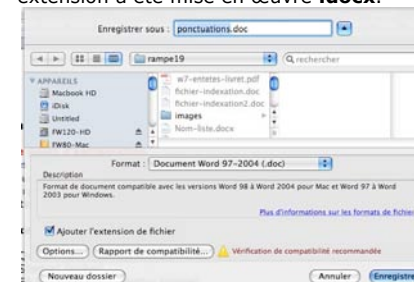 extension a été mise en œuvre .docx.
Enregistrer sous : ponctuations.doc
rampe19
rechercher
APPAREILS
Macbook HD
iDisk
Untitled
FW120-HD
FW80-Mac
w7-entetes-livret.pdf
fichier-indexation.doc
fichier-indexation2.doc
images
Nom-liste.docx
Format : Document Word 97-2004 (.doc)
Description
Format de document compatible avec les versions Word 98 à Word 2004 pour Mac et Word 97 à Word
2003 pour Windows.
Plus d'informations sur les formats de fichier
Ajouter l'extension de fichier
Options...
Rapport de compatibilité...
Vérification de compatibilité recommandée
Nouveau dossier
Annuler
Enregistre